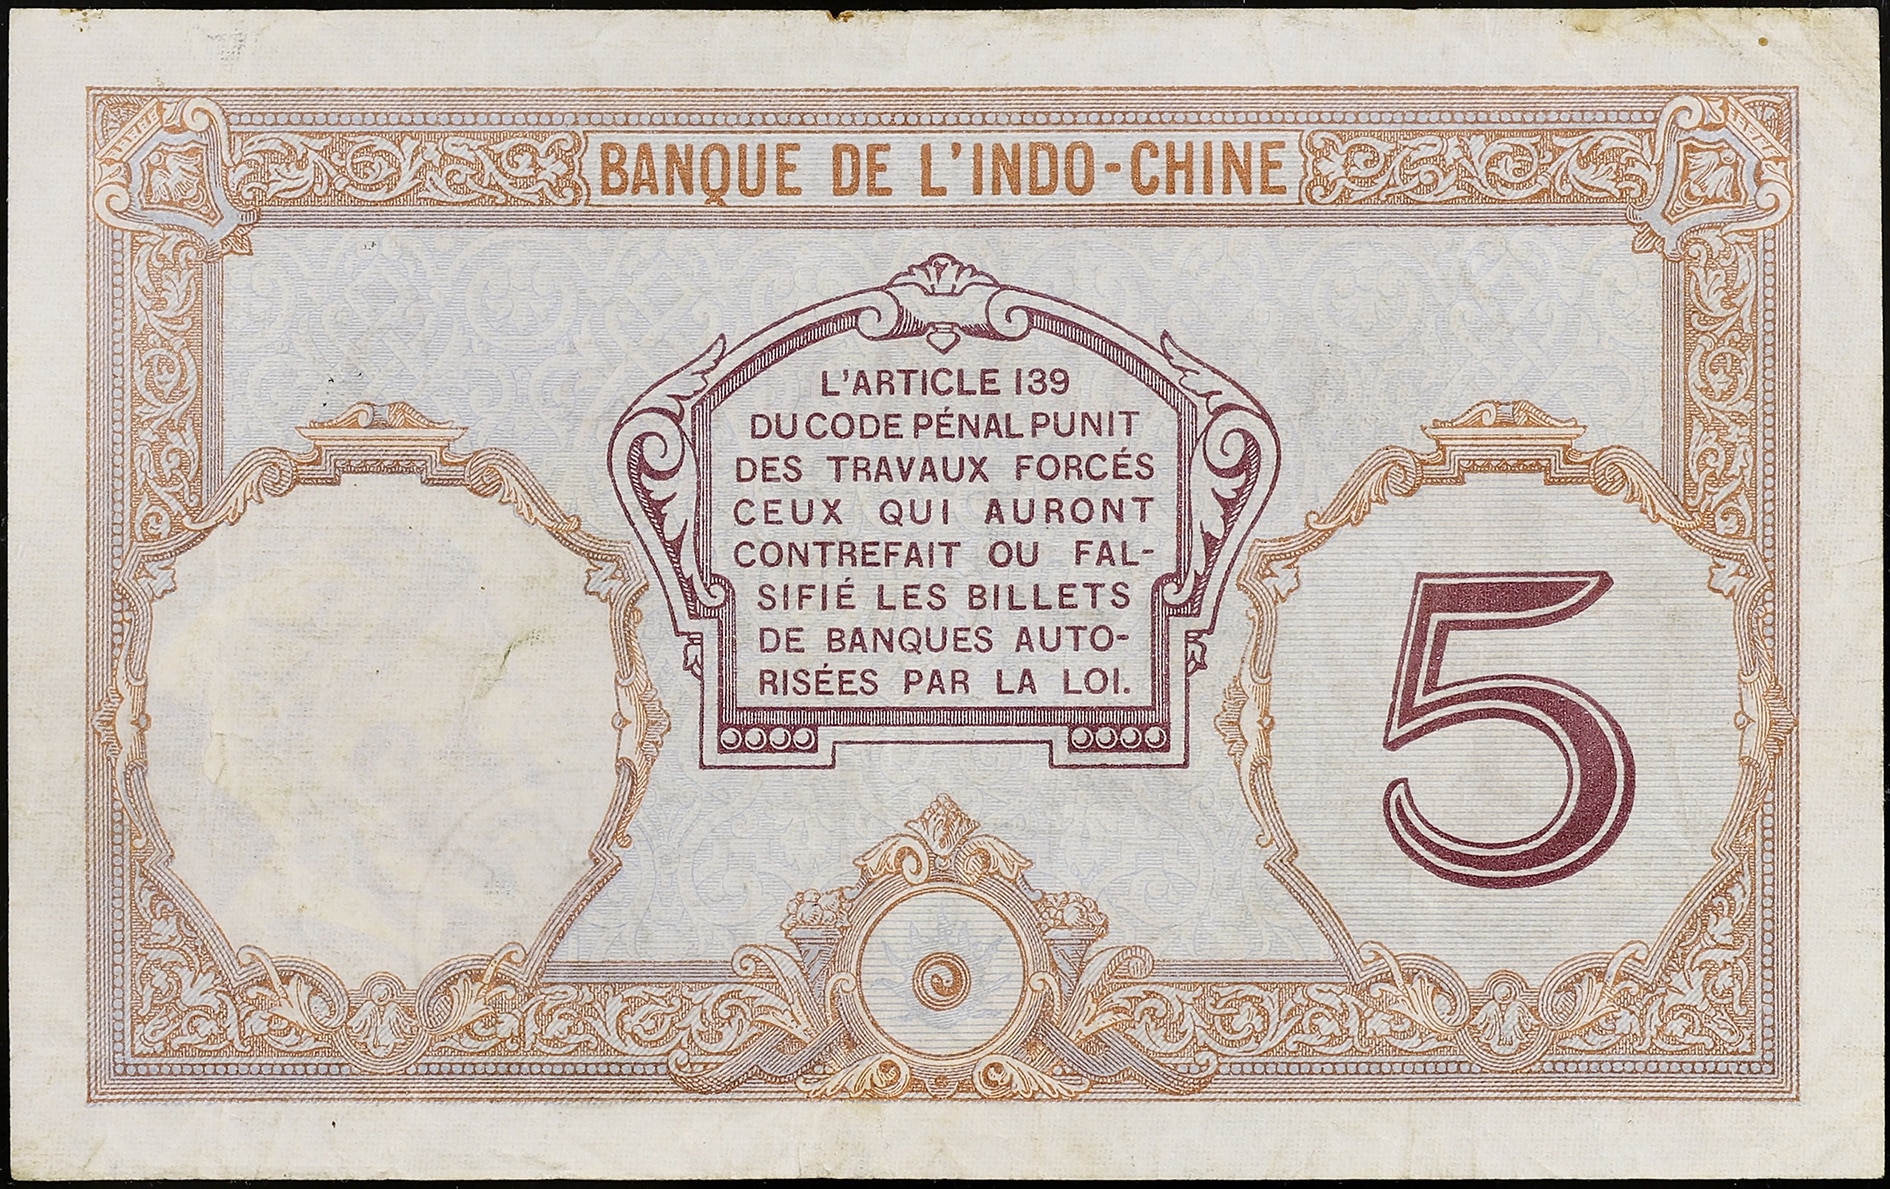 BANQUE DE L'INDO-CHINE
L'ARTICLE 139
DU CODE PÉNAL PUNIT
DES TRAVAUX FORCÉS
CEUX QUI AURONT
CONTREFAIT OU FAL-
SIFIÉ LES BILLETS
DE BANQUES AUTO-
RISÉES PAR LA LOI.
5